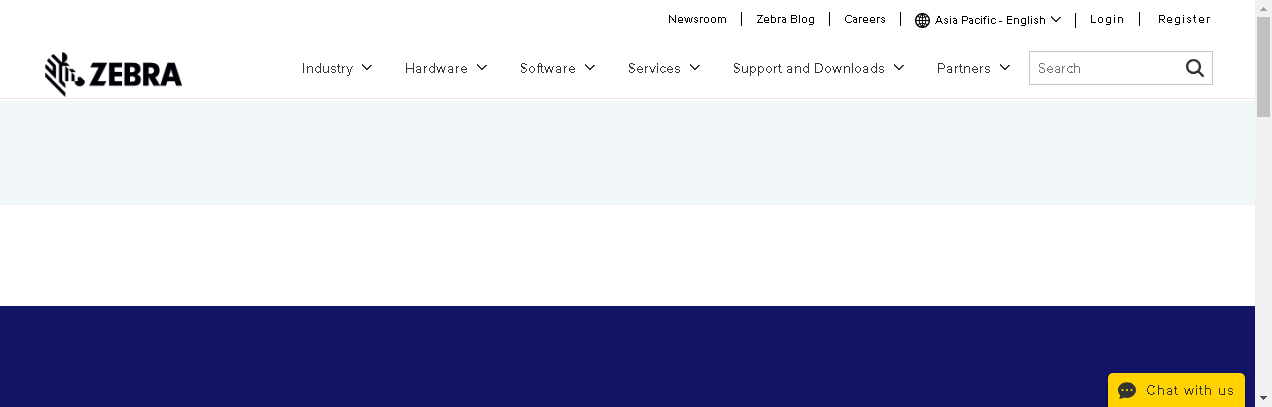 Newsroom Zebra Blog Careers Asia Pacific - English Login Register
ZEBRA Industry Hardware Software Services Support and Downloads Partners Search
Chat with us